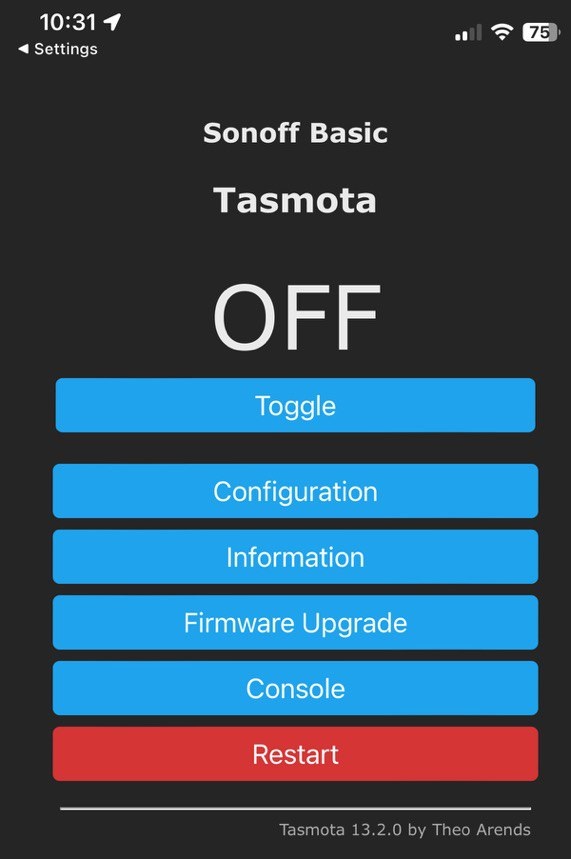 10:31
75
◀ Settings
Sonoff Basic
Tasmota
OFF
Toggle
Configuration
Information
Firmware Upgrade
Console
Restart
Tasmota 13.2.0 by Theo Arends